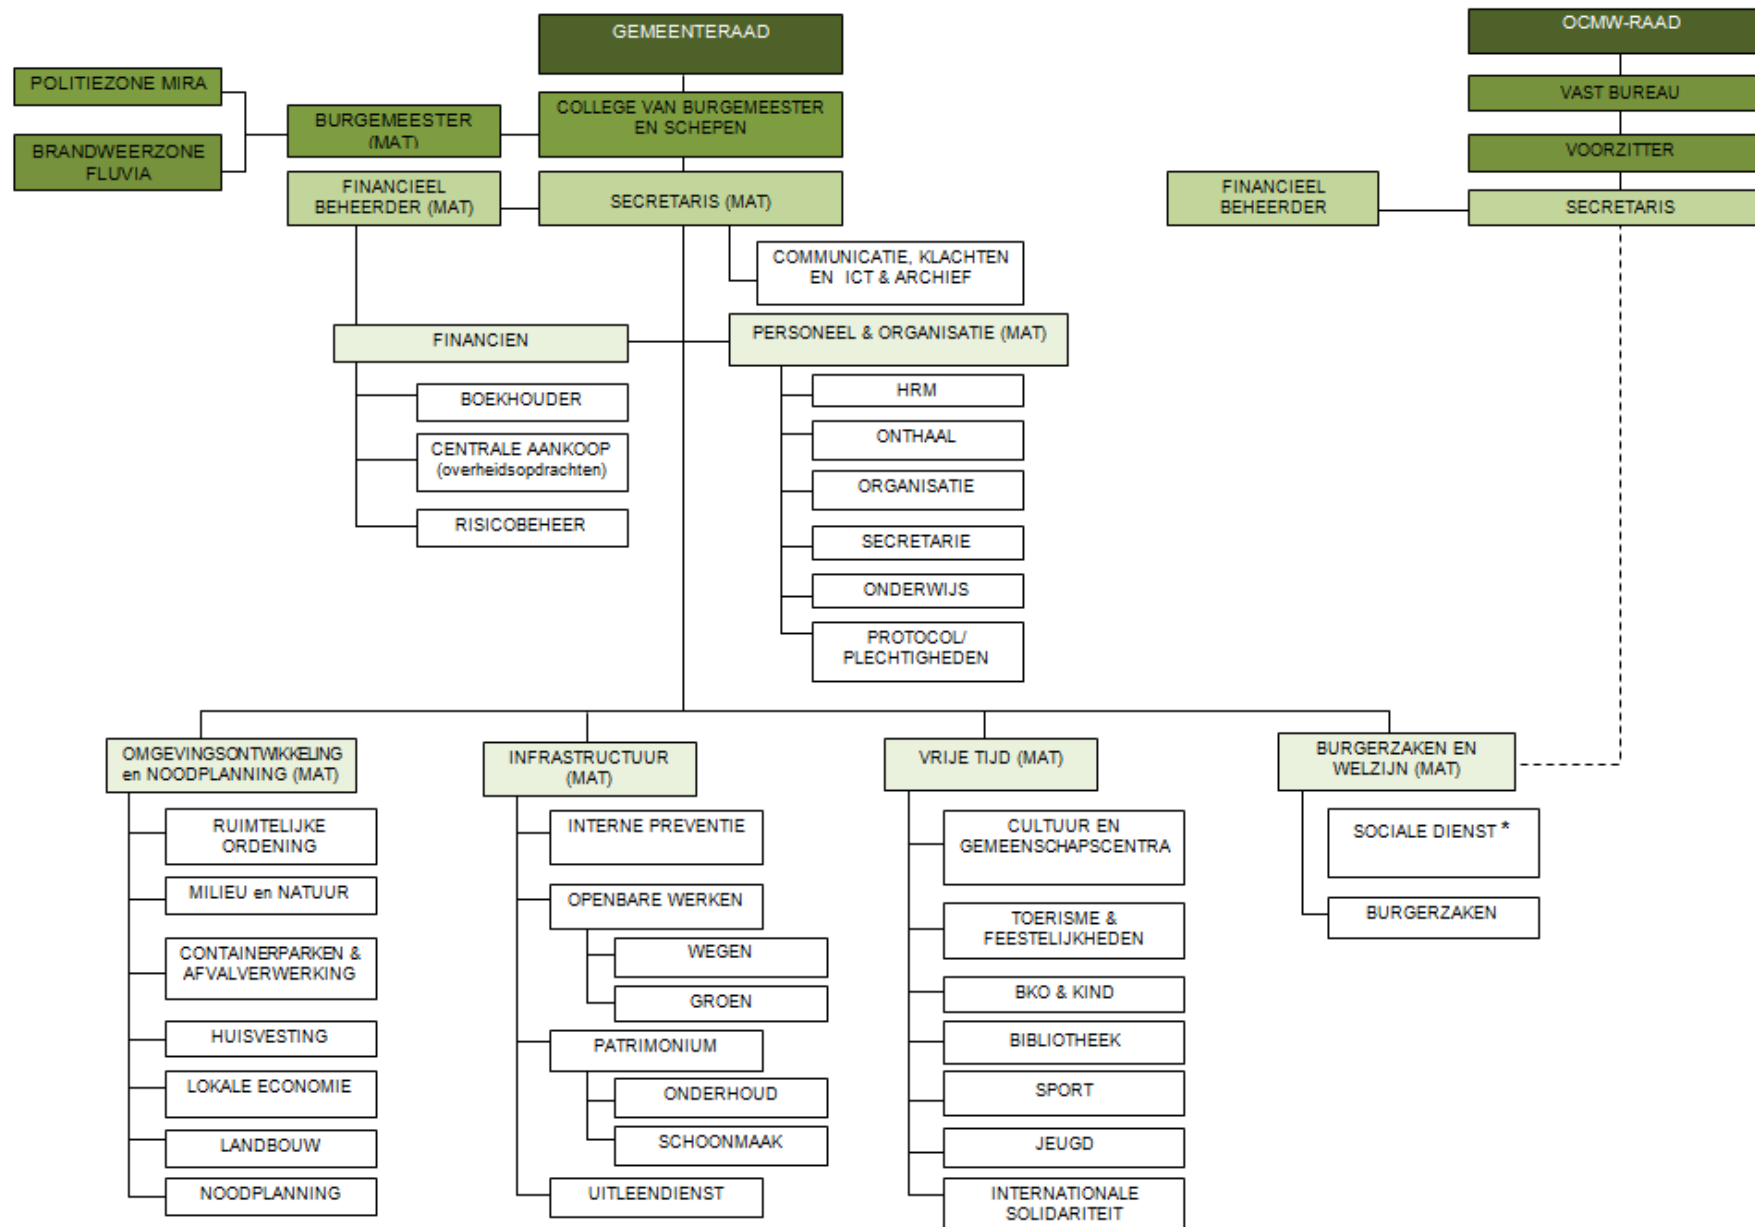 GEMEENTERAAD
OCMW-RAAD
POLITIEZONE MIRA
BRANDWEERZONE
FLUVIA
BURGEMEESTER
(MAT)
COLLEGE VAN BURGEMEESTER
EN SCHEPEN
VAST BUREAU
VOORZITTER
FINANCIEEL
BEHEERDER (MAT)
SECRETARIS (MAT)
FINANCIEEL
BEHEERDER
SECRETARIS
COMMUNICATIE, KLACHTEN
EN ICT & ARCHIEF
FINANCIEN
PERSONEEL & ORGANISATIE (MAT)
BOEKHOUDER
CENTRALE AANKOOP
(overheidsopdrachten)
RISICOBEHEER
HRM
ONTHAAL
ORGANISATIE
SECRETARIE
ONDERWIJS
PROTOCOL/
PLECHTIGHEDEN
OMGEVINGSONTWIKKELING
en NOODPLANNING (MAT)
RUIMTELIJKE
ORDENING
MILIEU en NATUUR
CONTAINERPARKEN &
AFVALVERWERKING
HUISVESTING
LOKALE ECONOMIE
LANDBOUW
NOODPLANNING
INFRASTRUCTUUR
(MAT)
INTERNE PREVENTIE
OPENBARE WERKEN
WEGEN
GROEN
PATRIMONIUM
ONDERHOUD
SCHOONMAAK
UITLEENDIENST
VRIJE TIJD (MAT)
CULTUUR EN
GEMEENSCHAPSCENTRA
TOERISME &
FEESTELIJKHEDEN
BKO & KIND
BIBLIOTHEEK
SPORT
JEUGD
INTERNATIONALE
SOLIDARITEIT
BURGERZAKEN EN
WELZIJN (MAT)
SOCIALE DIENST *
BURGERZAKEN